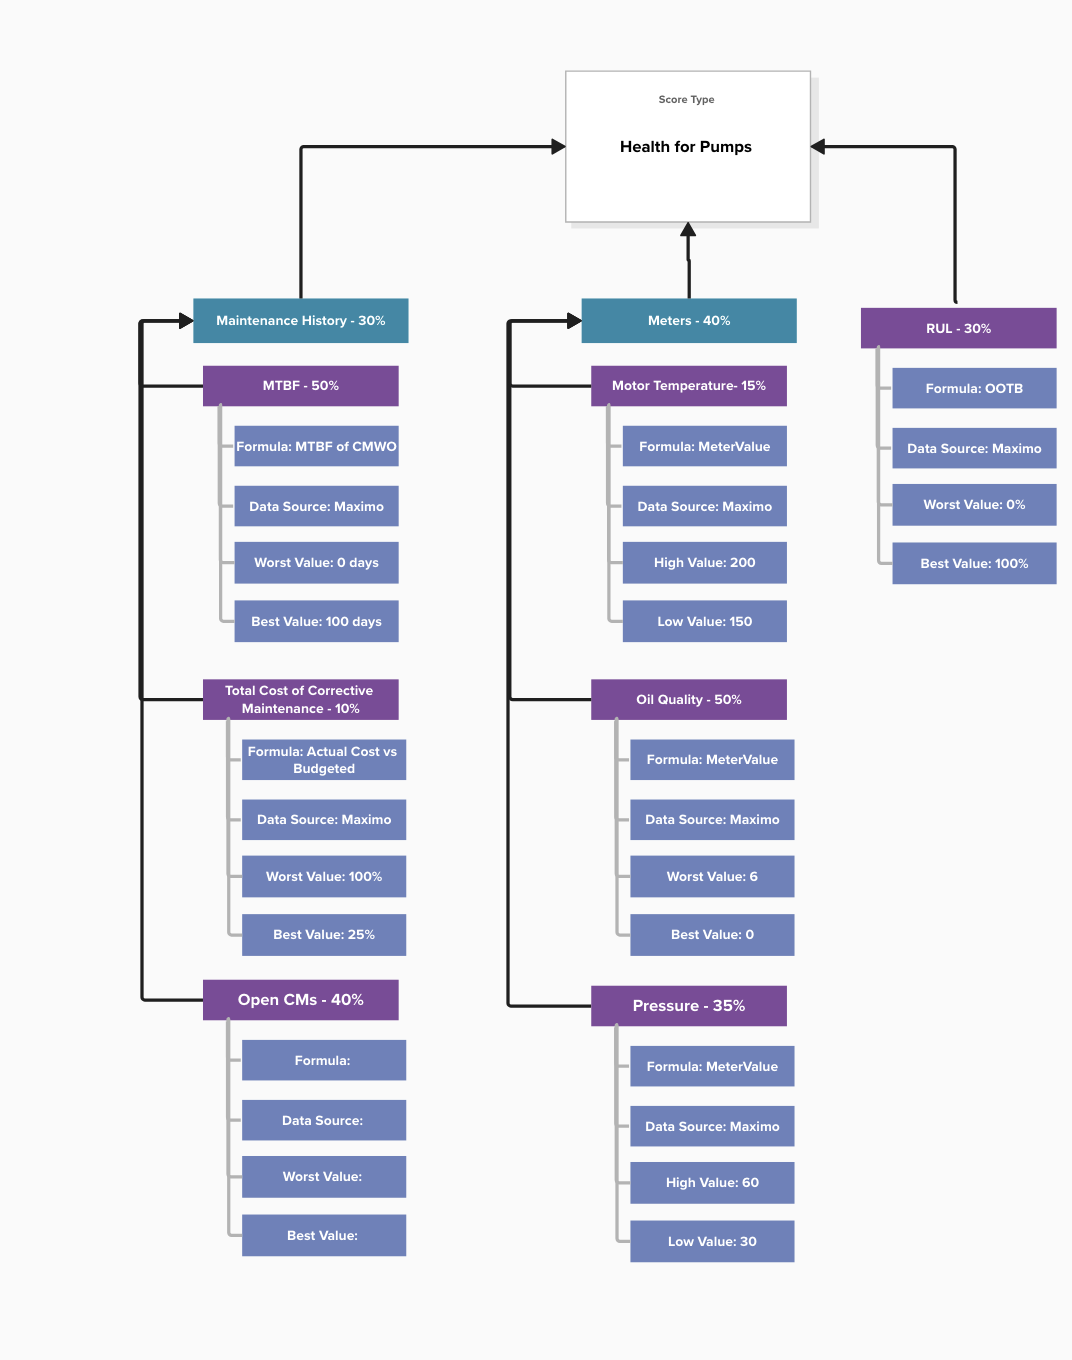 Score Type
Health for Pumps
Maintenance History - 30%
MTBF - 50%
Formula: MTBF of CMWO
Data Source: Maximo
Worst Value: 0 days
Best Value: 100 days
Total Cost of Corrective
Maintenance - 10%
Formula: Actual Cost vs
Budgeted
Data Source: Maximo
Worst Value: 100%
Best Value: 25%
Open CMs - 40%
Formula:
Data Source:
Worst Value:
Best Value:
Meters - 40%
Motor Temperature- 15%
Formula: MeterValue
Data Source: Maximo
High Value: 200
Low Value: 150
Oil Quality - 50%
Formula: MeterValue
Data Source: Maximo
Worst Value: 6
Best Value: 0
Pressure - 35%
Formula: MeterValue
Data Source: Maximo
High Value: 60
Low Value: 30
RUL - 30%
Formula: OOTB
Data Source: Maximo
Worst Value: 0%
Best Value: 100%